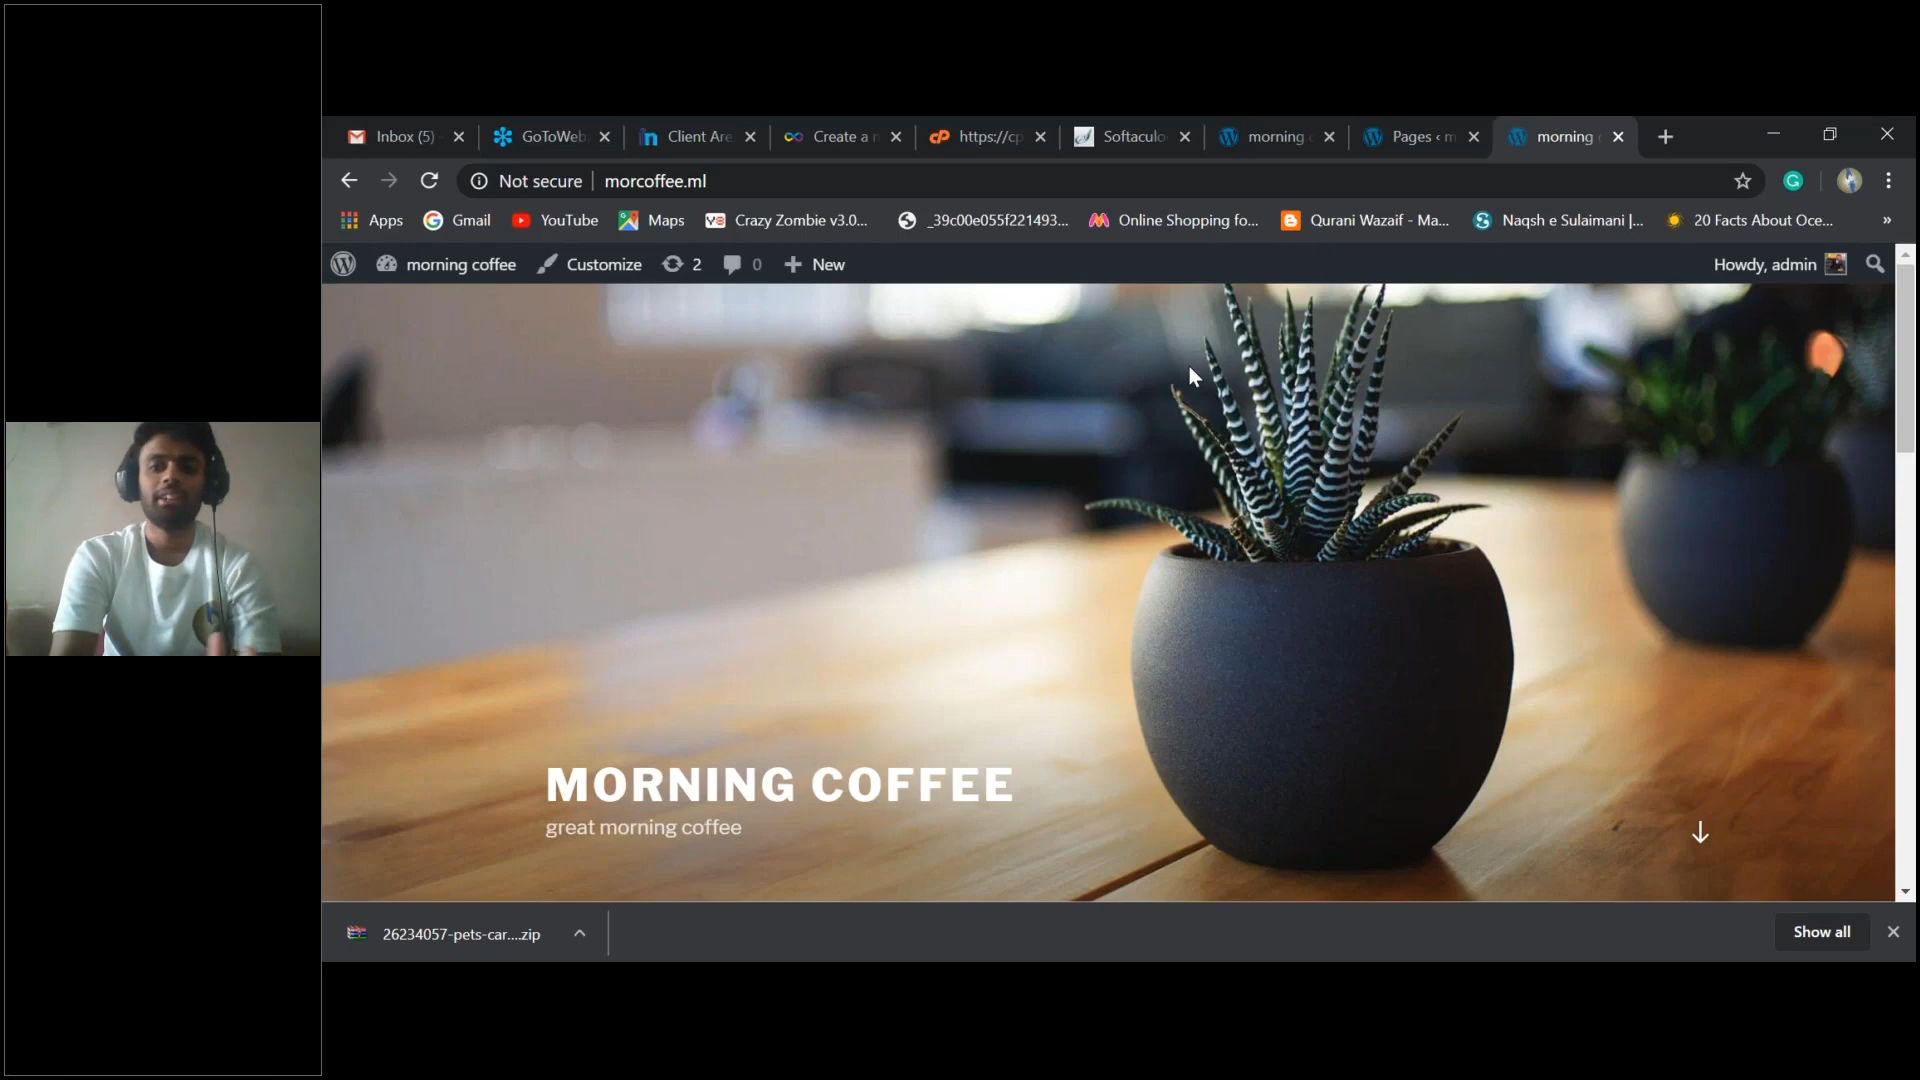 Inbox (5) GoToWeb Client Are Create a https://cp Softaculo morning Pages ‹ m morning
Not secure morcoffee.ml
Apps Gmail YouTube Maps Crazy Zombie v3.0... _39c00e055f221493... Online Shopping fo... Qurani Wazaif - Ma... Naqsh e Sulaimani |... 20 Facts About Oce... »
morning coffee Customize 2 0 New Howdy, admin
MORNING COFFEE
great morning coffee
26234057-pets-car....zip Show all